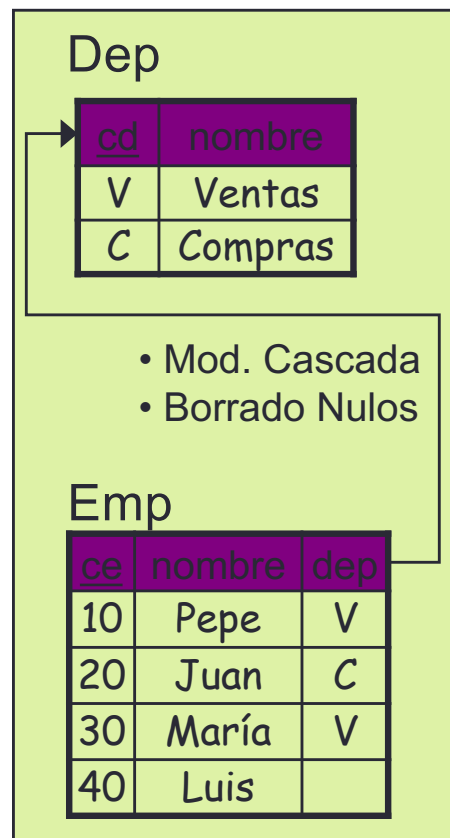 Dep
cd nombre
V Ventas
C Compras
• Mod. Cascada
• Borrado Nulos
Emp
ce nombre dep
10 Pepe V
20 Juan C
30 María V
40 Luis